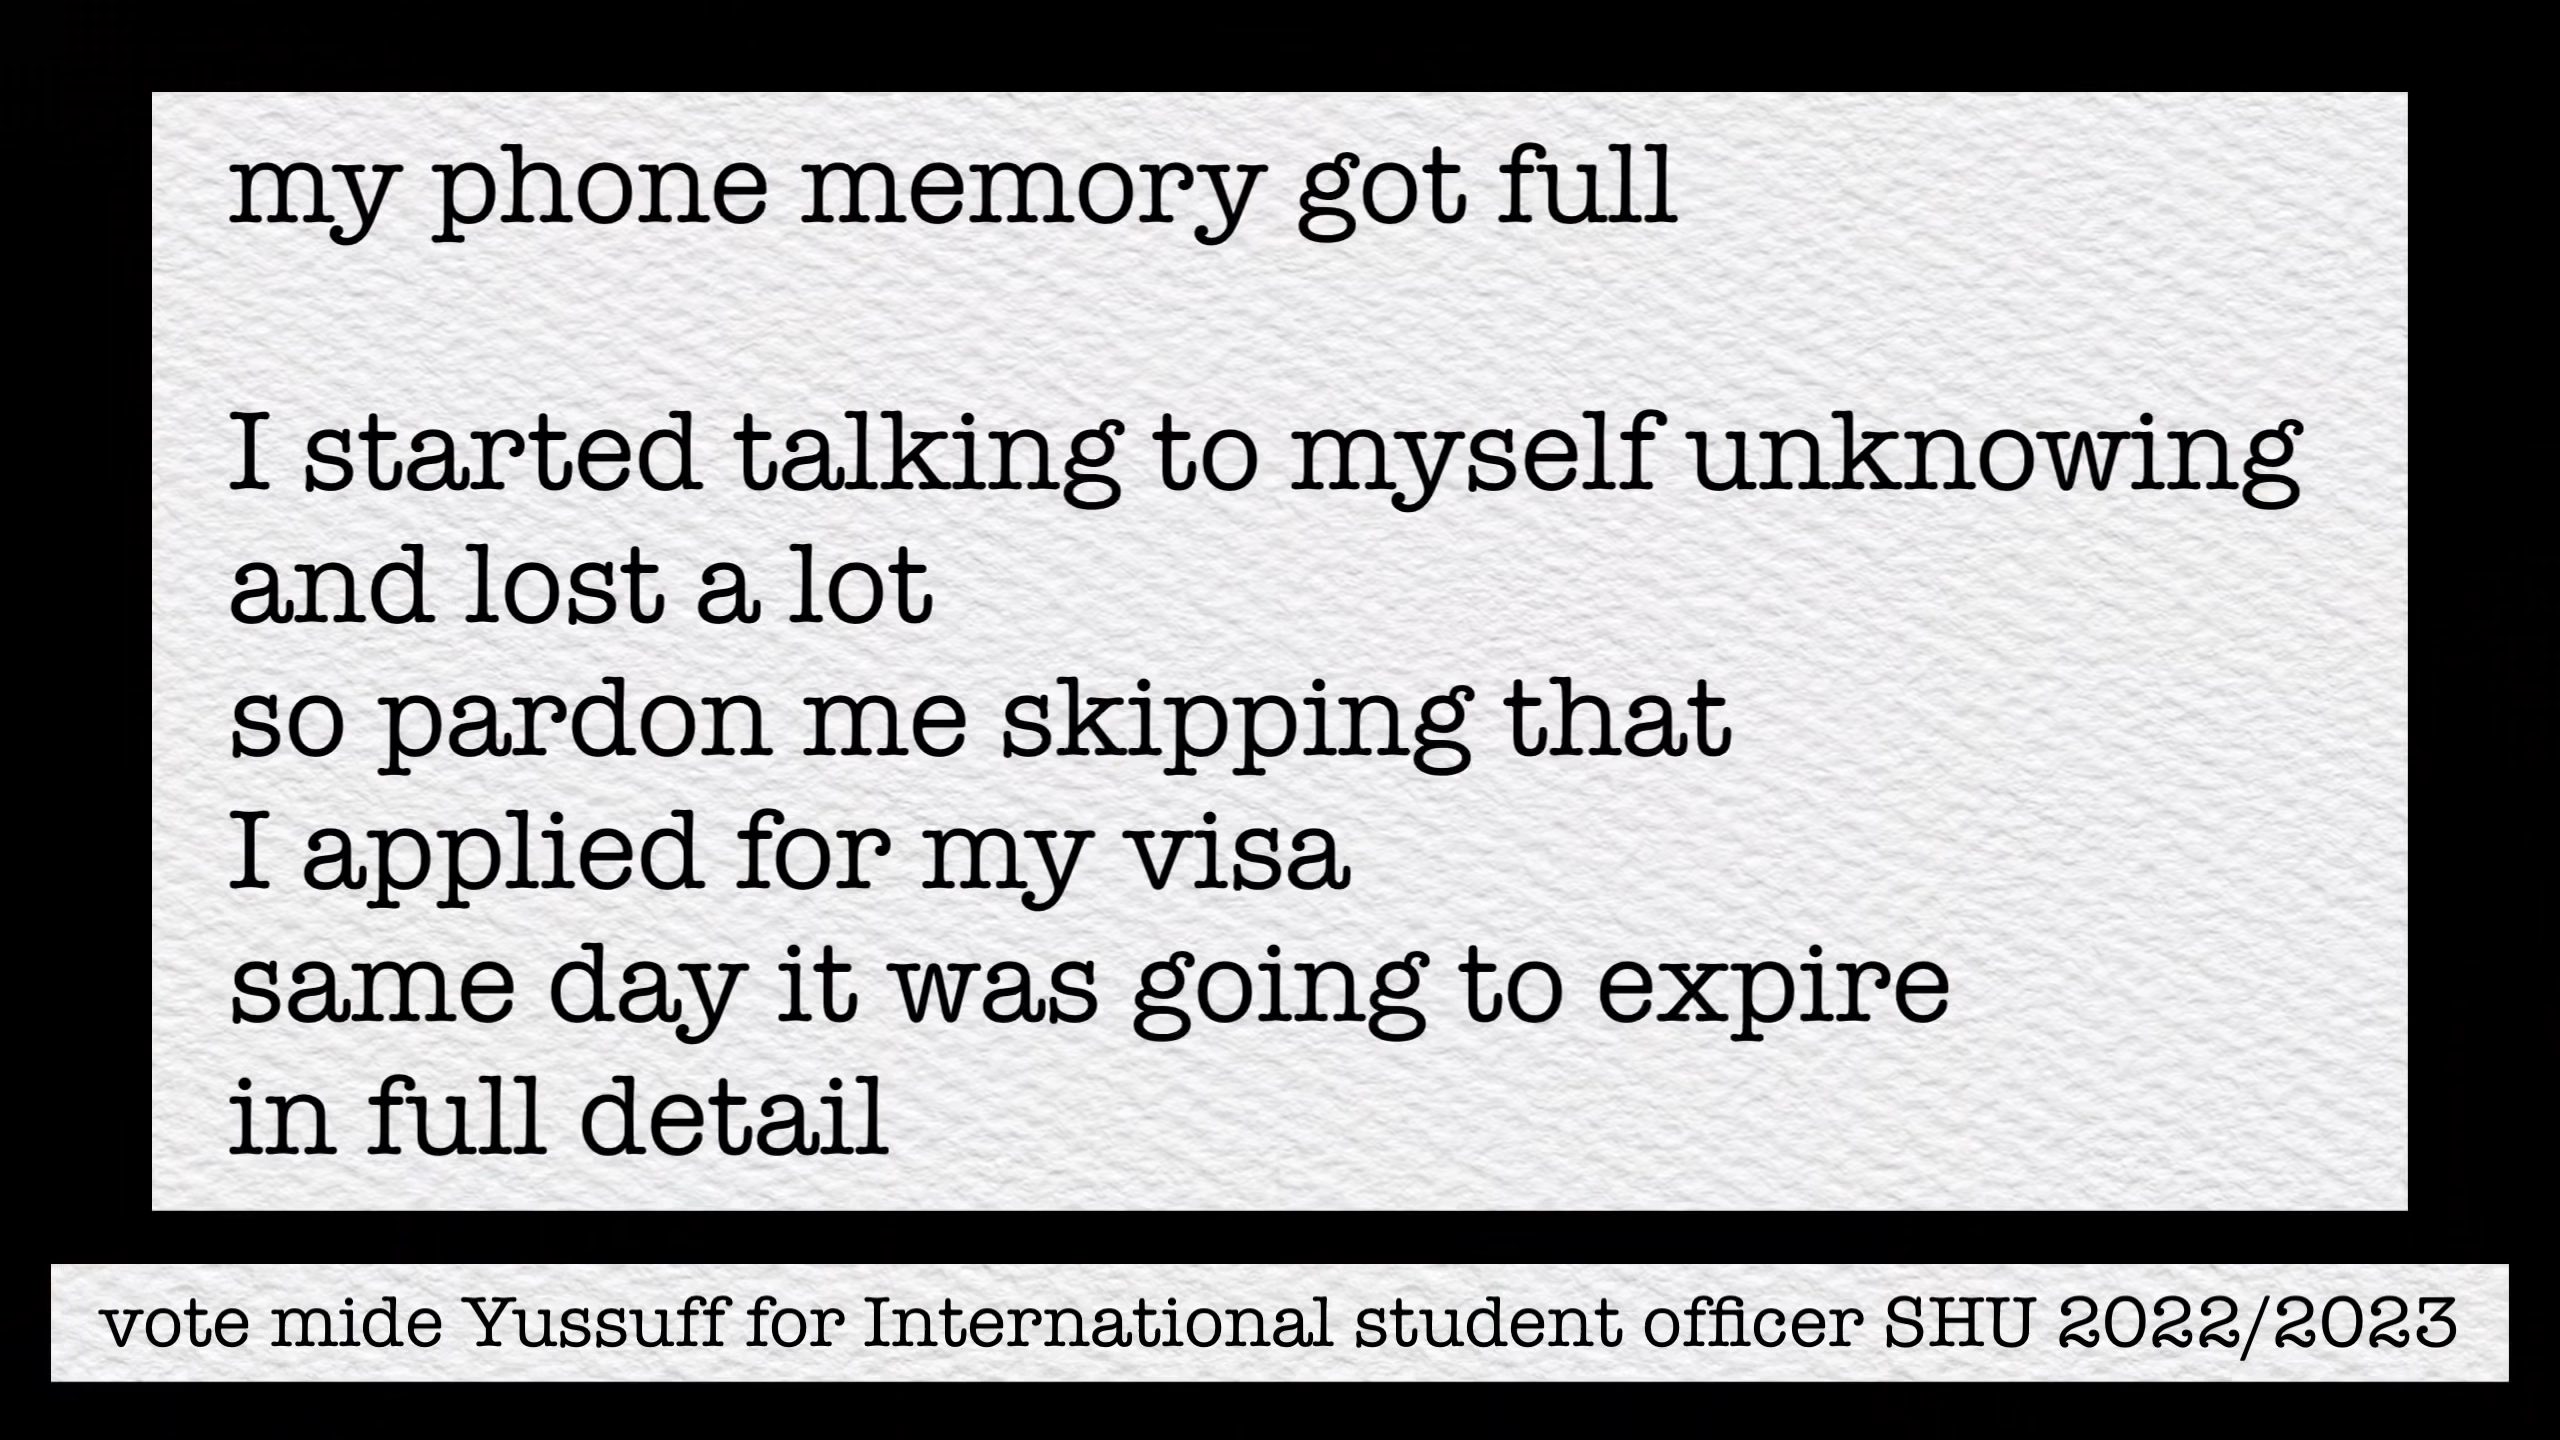 my phone memory got full
I started talking to myself unknowing
and lost a lot
so pardon me skipping that
I applied for my visa
same day it was going to expire
in full detail
vote mide Yussuff for International student officer SHU 2022/2023